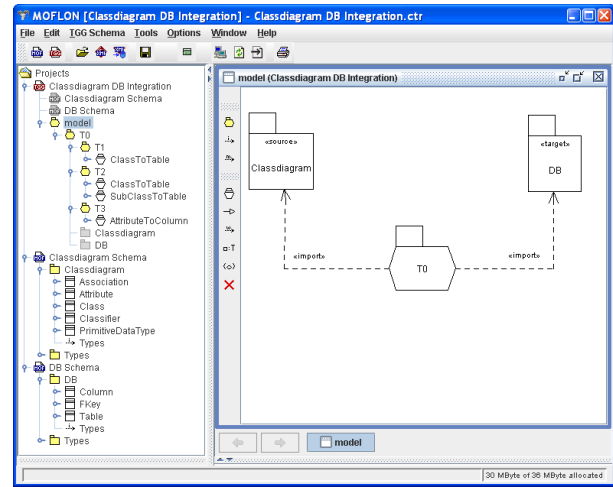 MOFLON [Classdiagram DB Integration] - Classdiagram DB Integration.ctr
File Edit TGG Schema Tools Options Window Help
Projects
Classdiagram DB Integration
Classdiagram Schema
DB Schema
model
T0
T1
ClassToTable
T2
ClassToTable
SubClassToTable
T3
AttributeToColumn
Classdiagram
DB
Classdiagram Schema
Classdiagram
Association
Attribute
Class
Classifier
PrimitiveDataType
Types
Types
DB Schema
DB
Column
FKey
Table
Types
Types
model (Classdiagram DB Integration)
«source»
Classdiagram
«target»
DB
«import»
«import»
T0
model
30 MByte of 36 MByte allocated